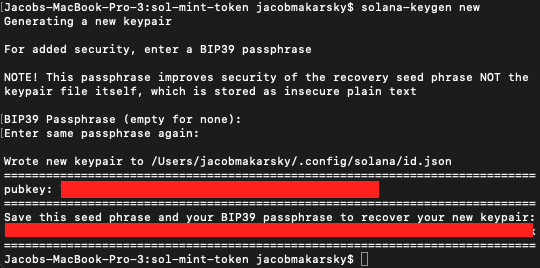 [Jacobs-MacBook-Pro-3:sol-mint-token jacobmakarsky$ solana-keygen new
Generating a new keypair
For added security, enter a BIP39 passphrase
NOTE! This passphrase improves security of the recovery seed phrase NOT the
keypair file itself, which is stored as insecure plain text
[BIP39 Passphrase (empty for none):
[Enter same passphrase again:
Wrote new keypair to /Users/jacobmakarsky/.config/solana/id.json
==========================================================================
pubkey:
==========================================================================
Save this seed phrase and your BIP39 passphrase to recover your new keypair:
==========================================================================
Jacobs-MacBook-Pro-3:sol-mint-token jacobmakarsky$